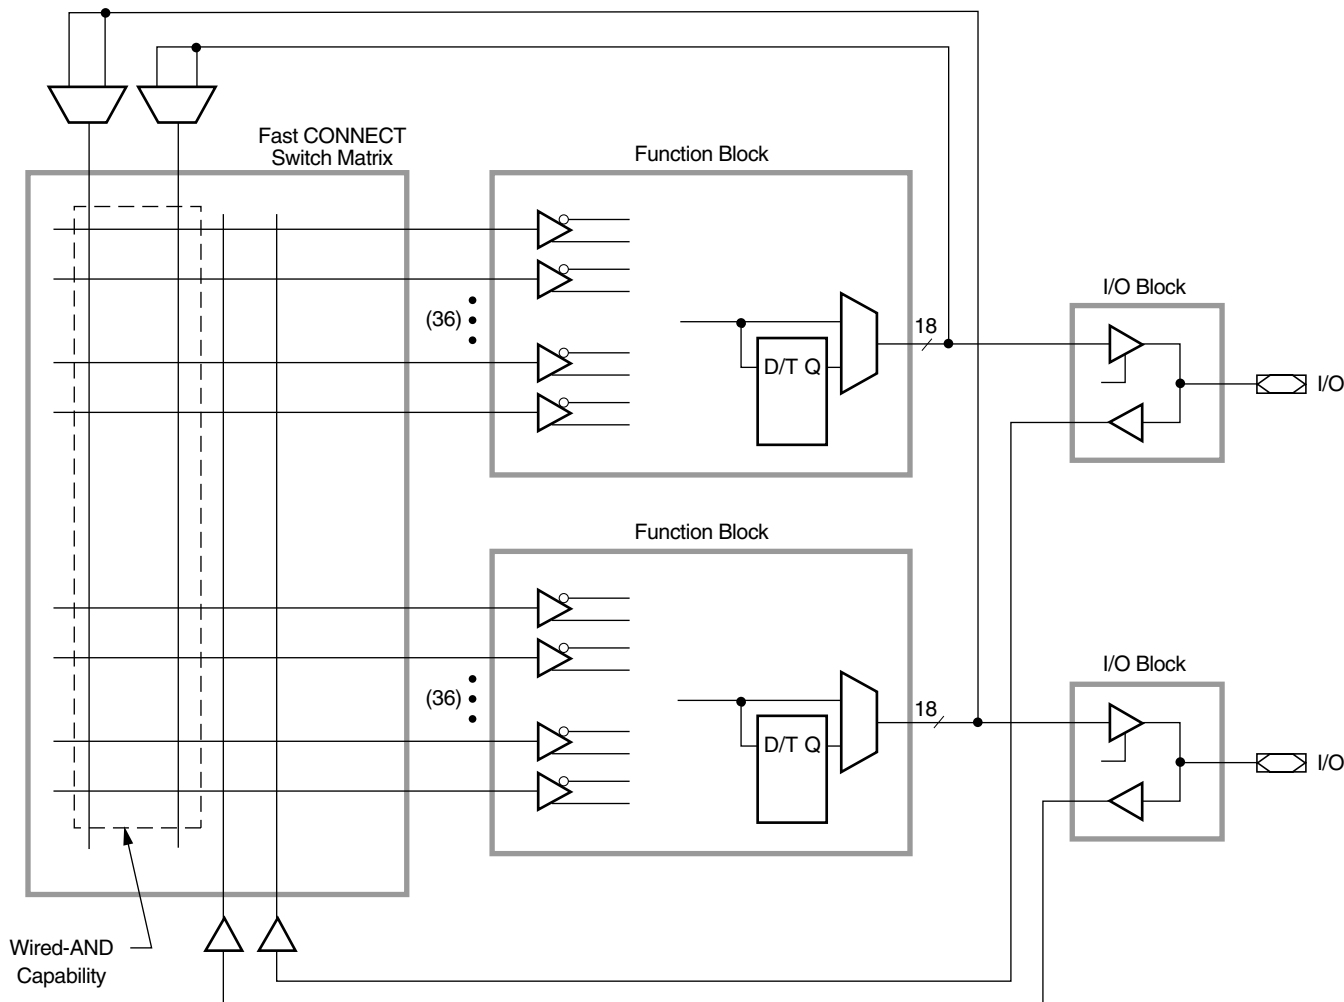 Fast CONNECT
Switch Matrix
Function Block
(36)
D/T Q
18
I/O Block
I/O
Function Block
(36)
D/T Q
18
I/O Block
I/O
Wired-AND
Capability